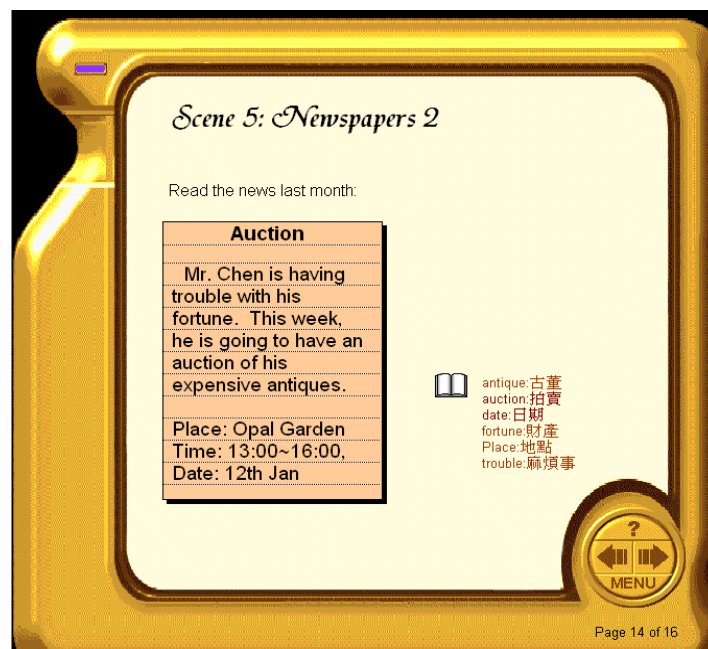 Scene 5: Newspapers 2
Read the news last month:
Auction
Mr. Chen is having
trouble with his
fortune. This week,
he is going to have an
auction of his
expensive antiques.
Place: Opal Garden
Time: 13:00~16:00,
Date: 12th Jan
antique:古董
auction:拍賣
date:日期
fortune:財產
Place:地點
trouble:麻煩事
?
MENU
Page 14 of 16